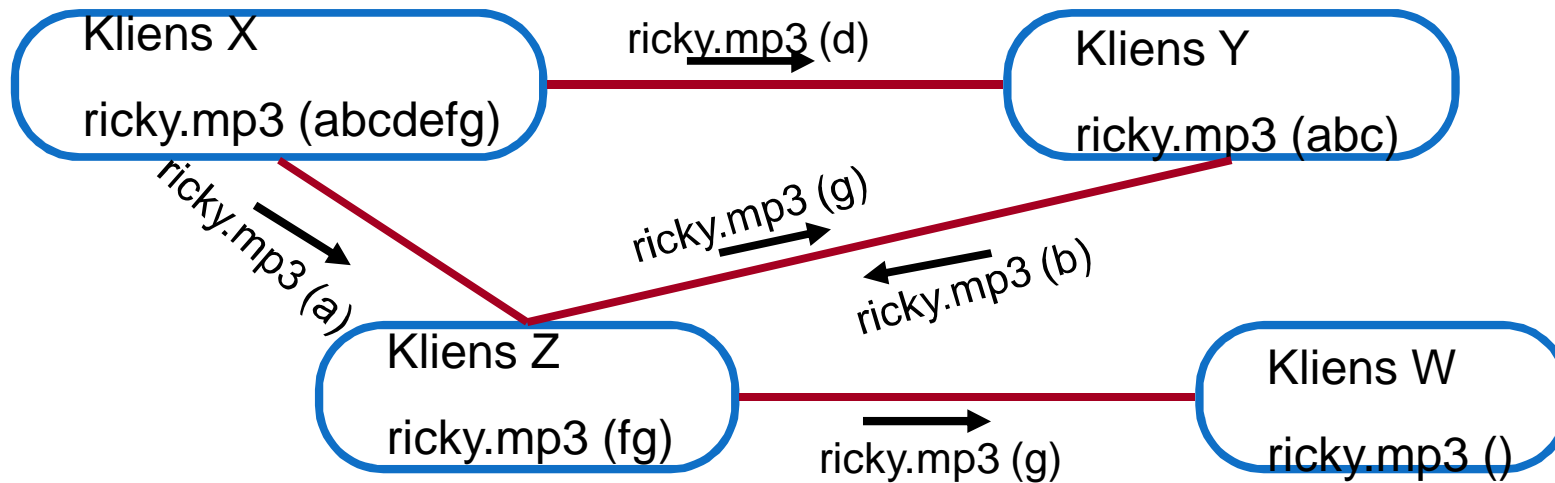 Kliens X
ricky.mp3 (abcdefg)
ricky.mp3 (d)
Kliens Y
ricky.mp3 (abc)
ricky.mp3 (a)
ricky.mp3 (g)
ricky.mp3 (b)
Kliens Z
ricky.mp3 (fg)
ricky.mp3 (g)
Kliens W
ricky.mp3 ()